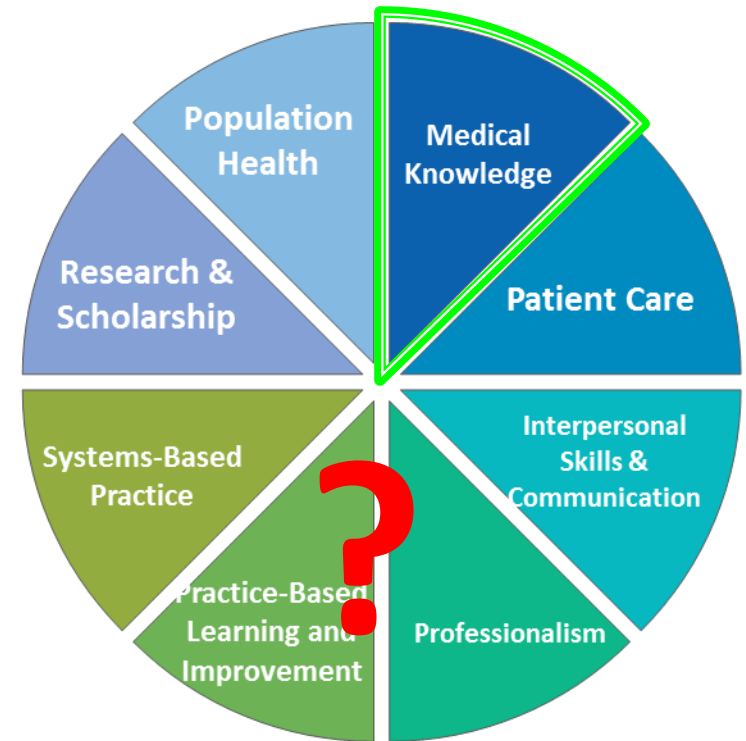 Population
Health
Medical
Knowledge
Research &
Scholarship
Patient Care
Systems-Based
Practice
Interpersonal
Skills &
Communication
?
Practice-Based
Learning and
Improvement
Professionalism